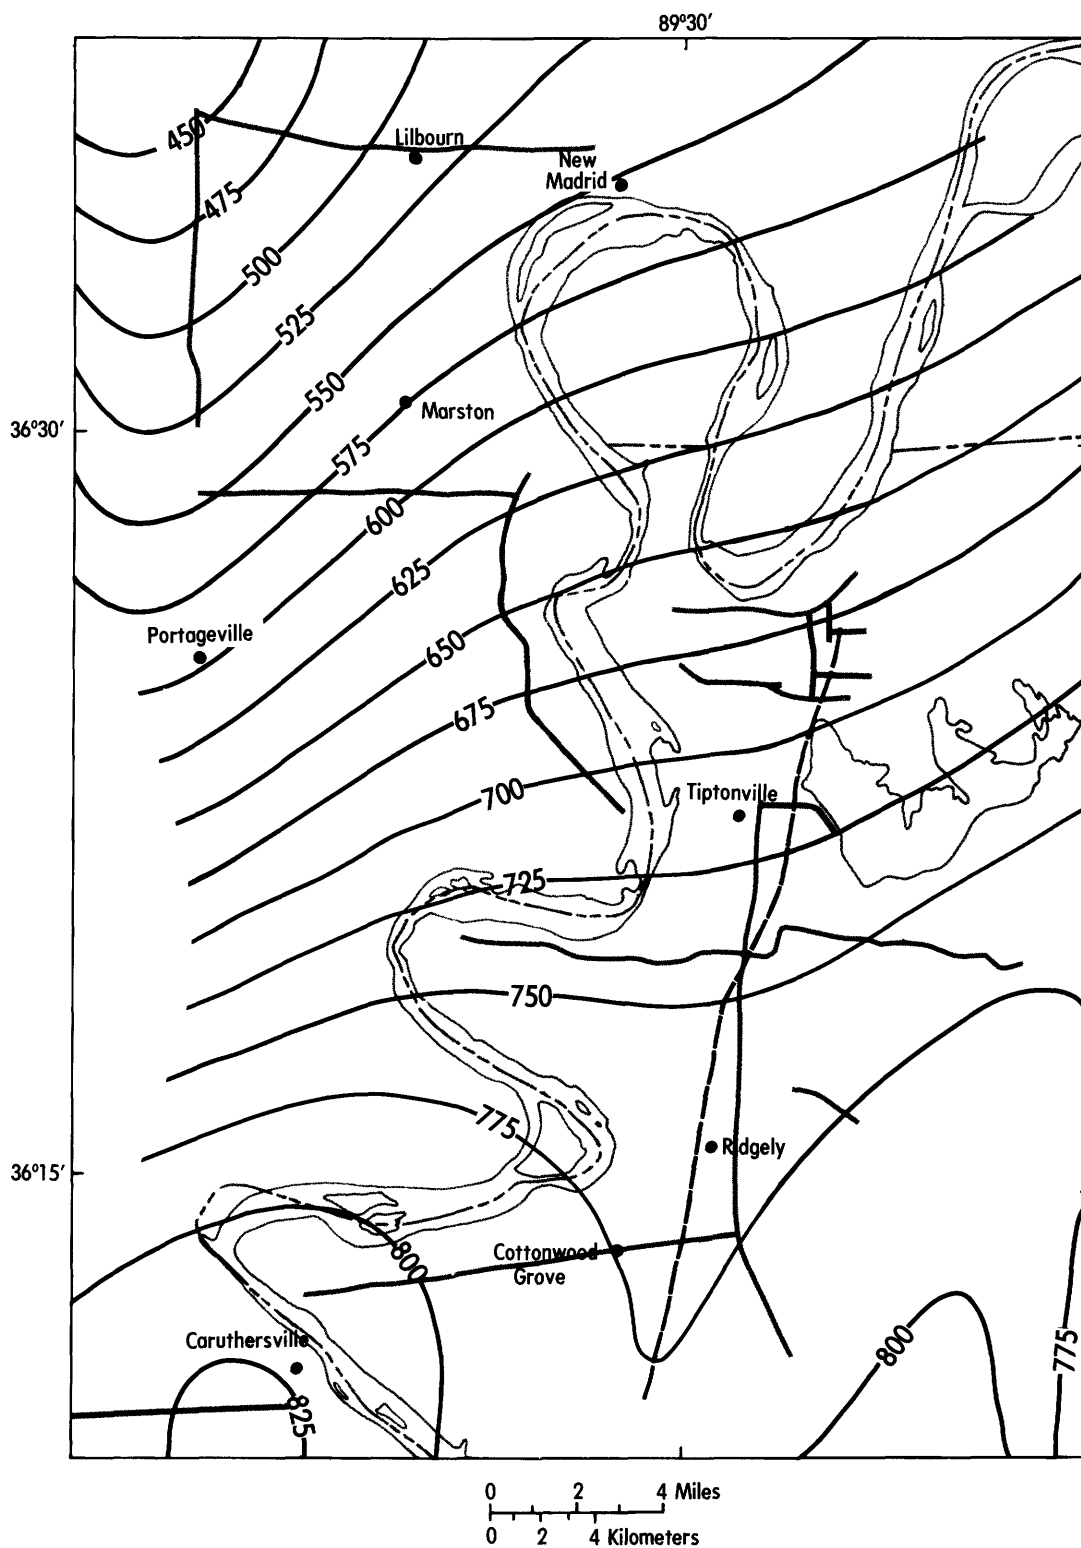 89°30'
450
Lilbourn
New
Madrid
475
500
525
550
Marston
36°30'
575
600
625
Portageville
650
675
700
Tiptonville
725
750
775
Ridgely
36°15'
800
Cottonwood
Grove
Caruthersville
800
775
825
0 2 4 Miles
0 2 4 Kilometers